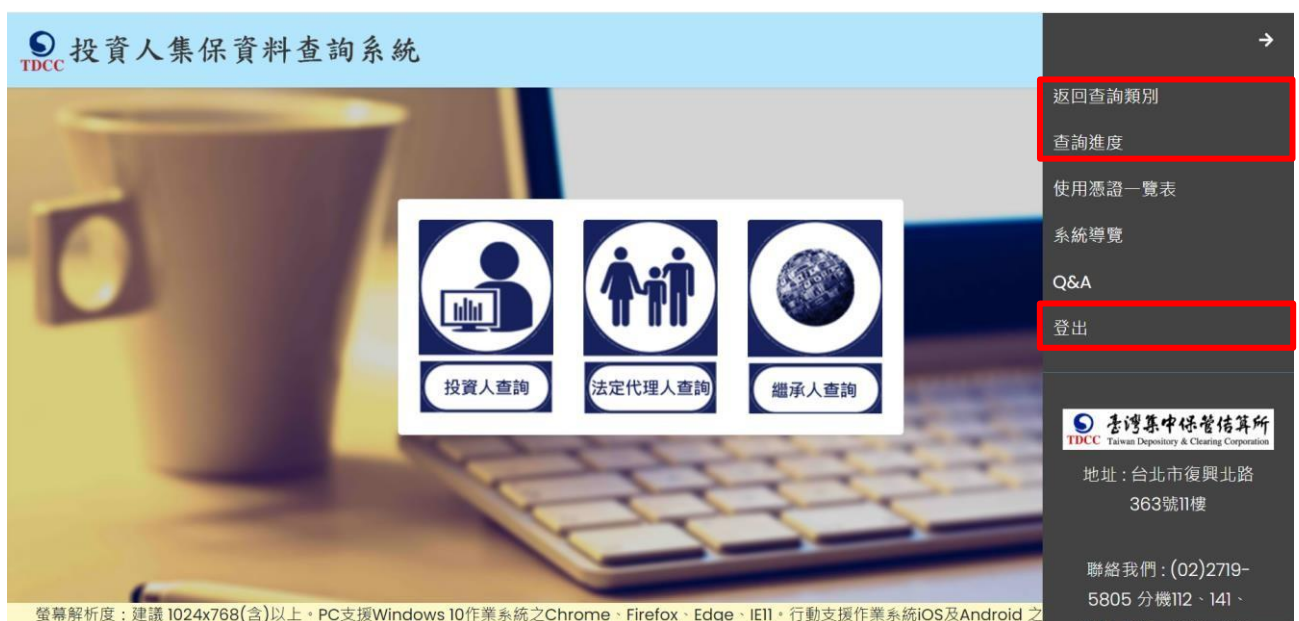 TDCC 投資人集保資料查詢系統
返回查詢類別
查詢進度
使用憑證一覽表
系統導覽
Q&A
登出
投資人查詢
法定代理人查詢
繼承人查詢
臺灣集中保管結算所
TDCC Taiwan Depository & Clearing Corporation
地址：台北市復興北路
363號11樓
聯絡我們：(02)2719-
5805 分機112、141、
螢幕解析度：建議 1024x768(含)以上。PC支援Windows 10作業系統之Chrome、Firefox、Edge、IE11。行動支援作業系統iOS及Android 之